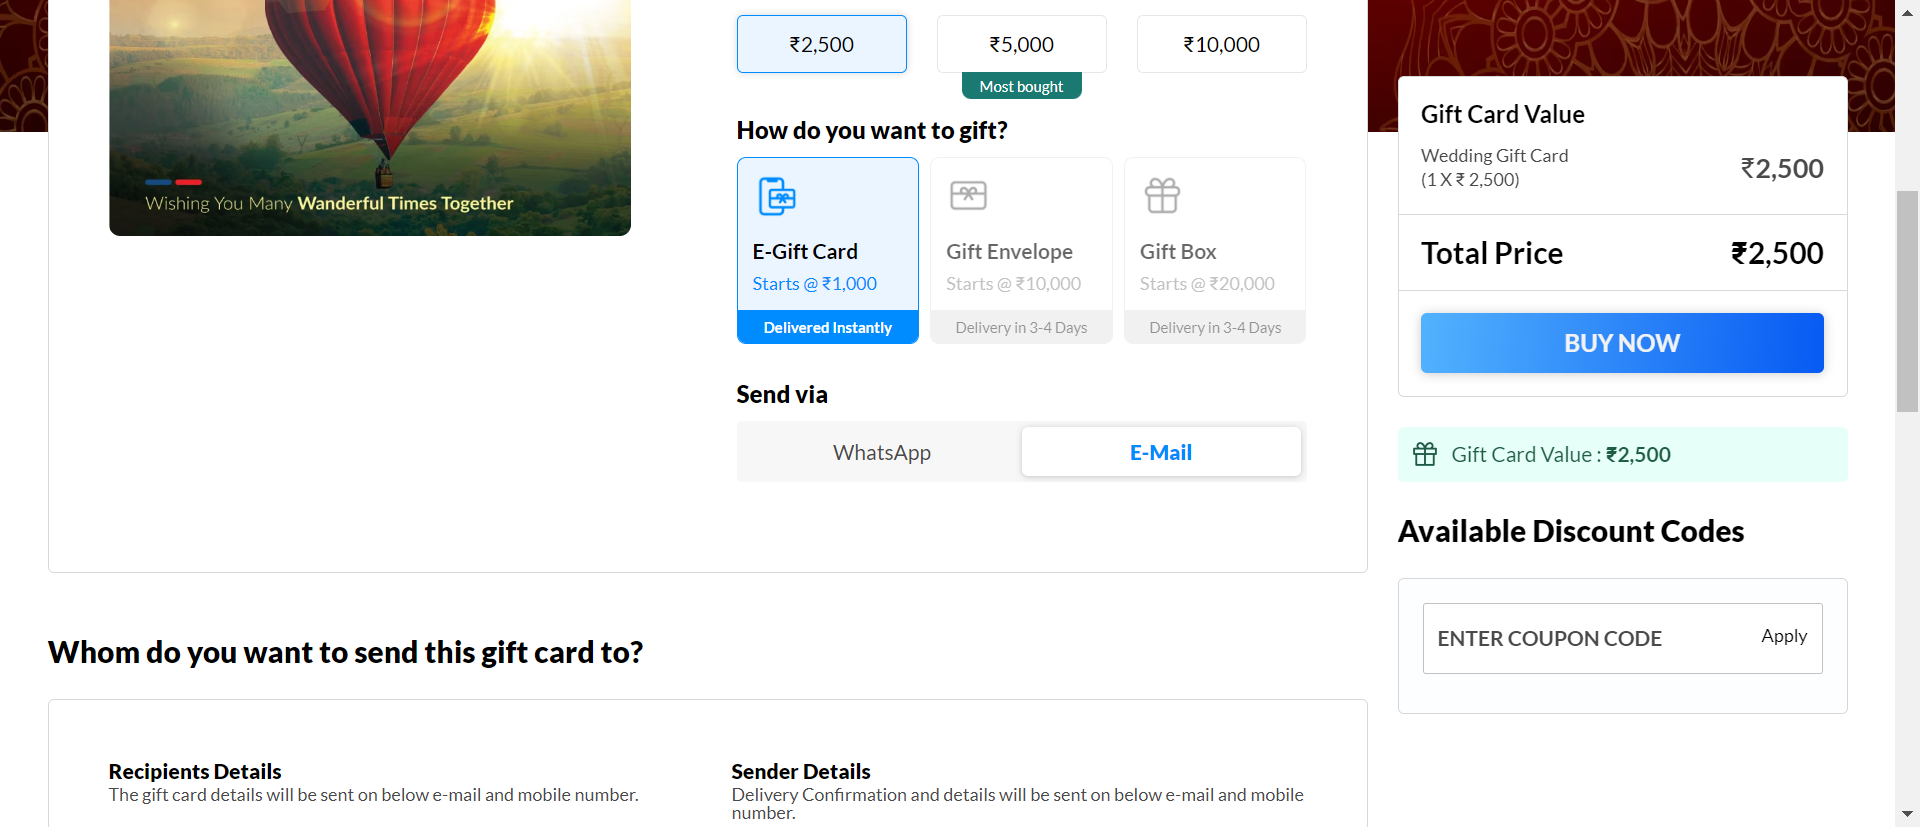 ₹2,500
₹5,000
₹10,000
Most bought
How do you want to gift?
E-Gift Card
Starts @ ₹1,000
Delivered Instantly
Gift Envelope
Starts @ ₹10,000
Delivery in 3-4 Days
Gift Box
Starts @ ₹20,000
Delivery in 3-4 Days
Send via
WhatsApp
E-Mail
Wishing You Many Wanderful Times Together
Gift Card Value
Wedding Gift Card
(1 X ₹ 2,500)
₹2,500
Total Price
₹2,500
BUY NOW
Gift Card Value : ₹2,500
Available Discount Codes
ENTER COUPON CODE
Apply
Whom do you want to send this gift card to?
Recipients Details
The gift card details will be sent on below e-mail and mobile number.
Sender Details
Delivery Confirmation and details will be sent on below e-mail and mobile
number.